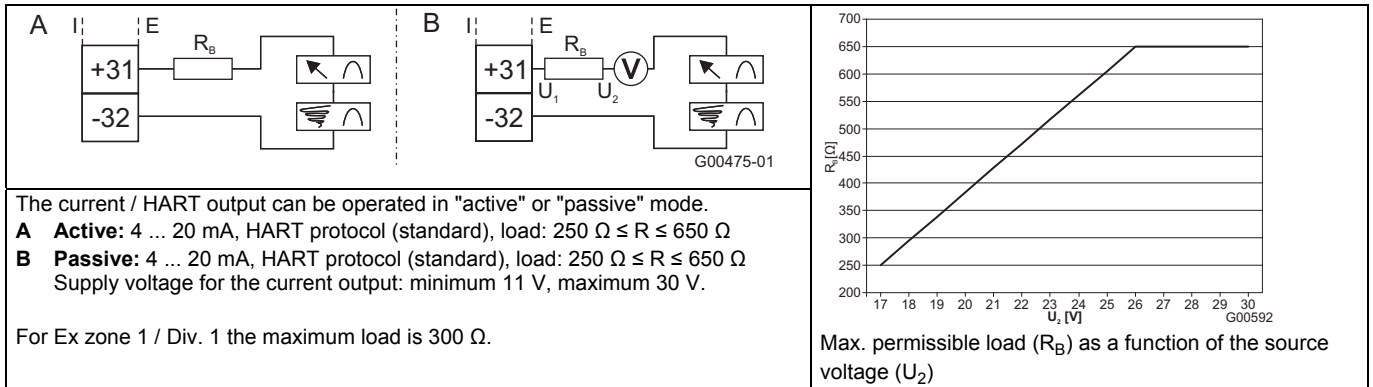 A I E
R_B
+31
-32
B I E
R_B
+31
V
U_1 U_2
-32
G00475-01
The current / HART output can be operated in "active" or "passive" mode.
A Active: 4 ... 20 mA, HART protocol (standard), load: 250 Ω ≤ R ≤ 650 Ω
B Passive: 4 ... 20 mA, HART protocol (standard), load: 250 Ω ≤ R ≤ 650 Ω
Supply voltage for the current output: minimum 11 V, maximum 30 V.
For Ex zone 1 / Div. 1 the maximum load is 300 Ω.
700
650
600
550
500
450
400
350
300
250
200
R_B [Ω]
17 18 19 20 21 22 23 24 25 26 27 28 29 30
U_2 [V]
G00592
Max. permissible load (R_B) as a function of the source
voltage (U_2)